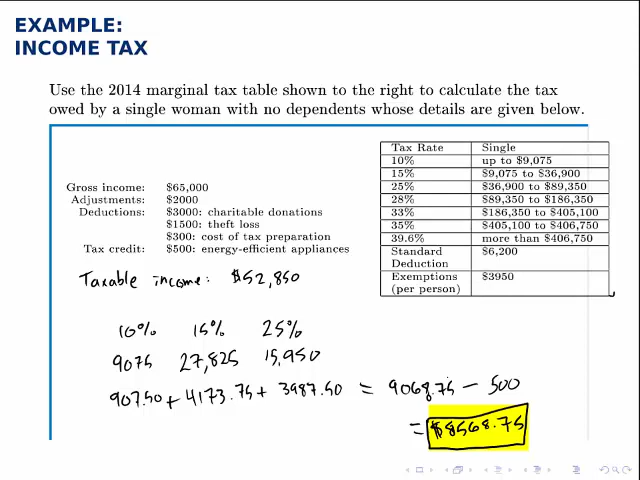 EXAMPLE:
INCOME TAX
Use the 2014 marginal tax table shown to the right to calculate the tax
owed by a single woman with no dependents whose details are given below.
Gross income: $65,000
Adjustments: $2000
Deductions: $3000: charitable donations
$1500: theft loss
$300: cost of tax preparation
Tax credit: $500: energy-efficient appliances
Tax Rate Single
10% up to $9,075
15% $9,075 to $36,900
25% $36,900 to $89,350
28% $89,350 to $186,350
33% $186,350 to $405,100
35% $405,100 to $406,750
39.6% more than $406,750
Standard $6,200
Deduction
Exemptions $3950
(per person)
Taxable income: $52,850
10% 15% 25%
9075 27,825 15,950
907.50 + 4173.75 + 3987.50 = 9068.75 - 500
= $8568.75